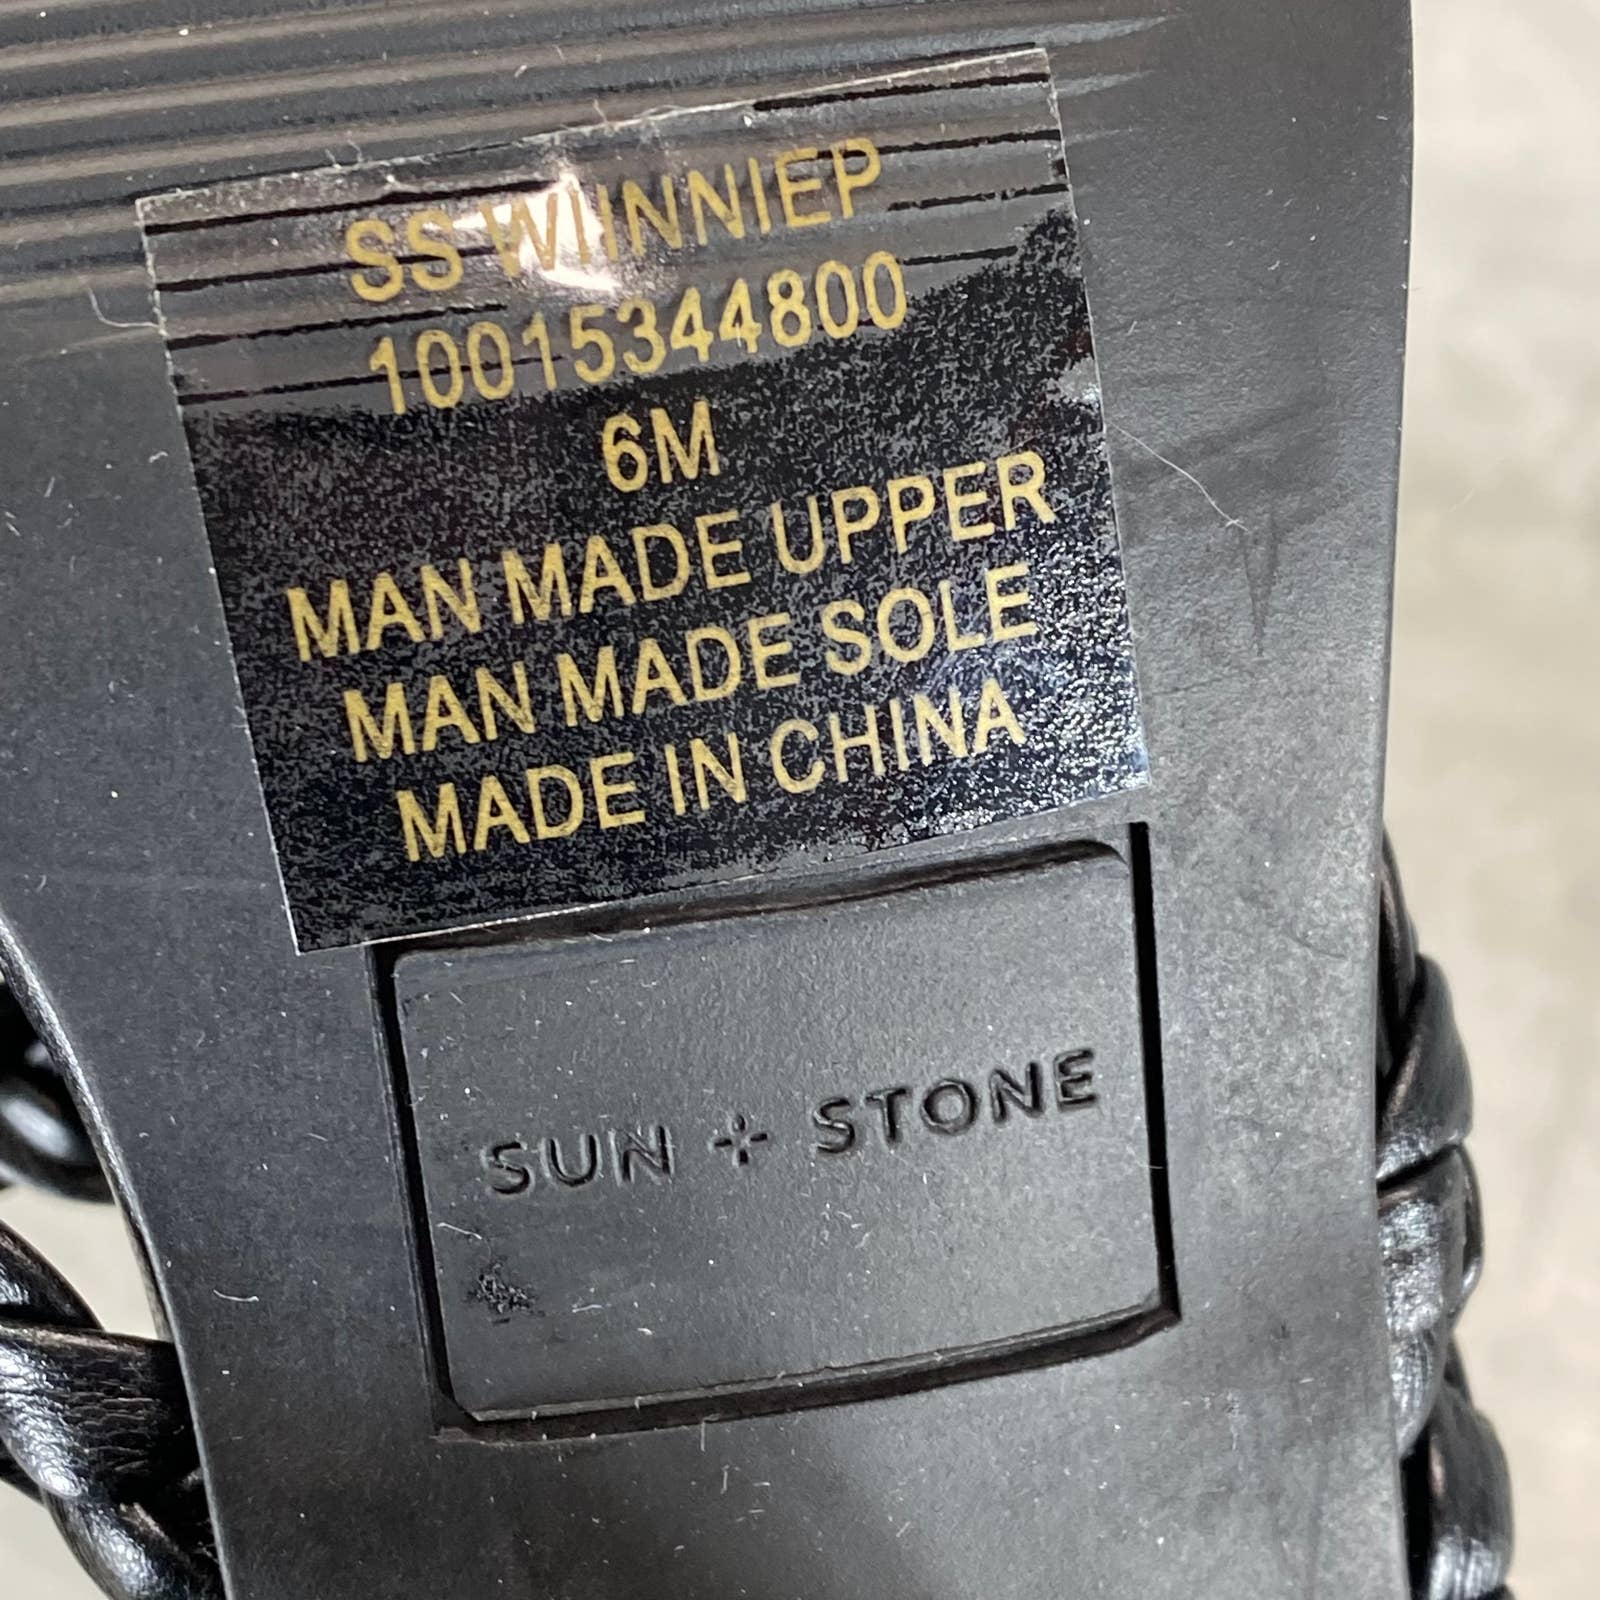 SS WIINNIEP
10015344800
6M
MAN MADE UPPER
MAN MADE SOLE
MADE IN CHINA
SUN + STONE